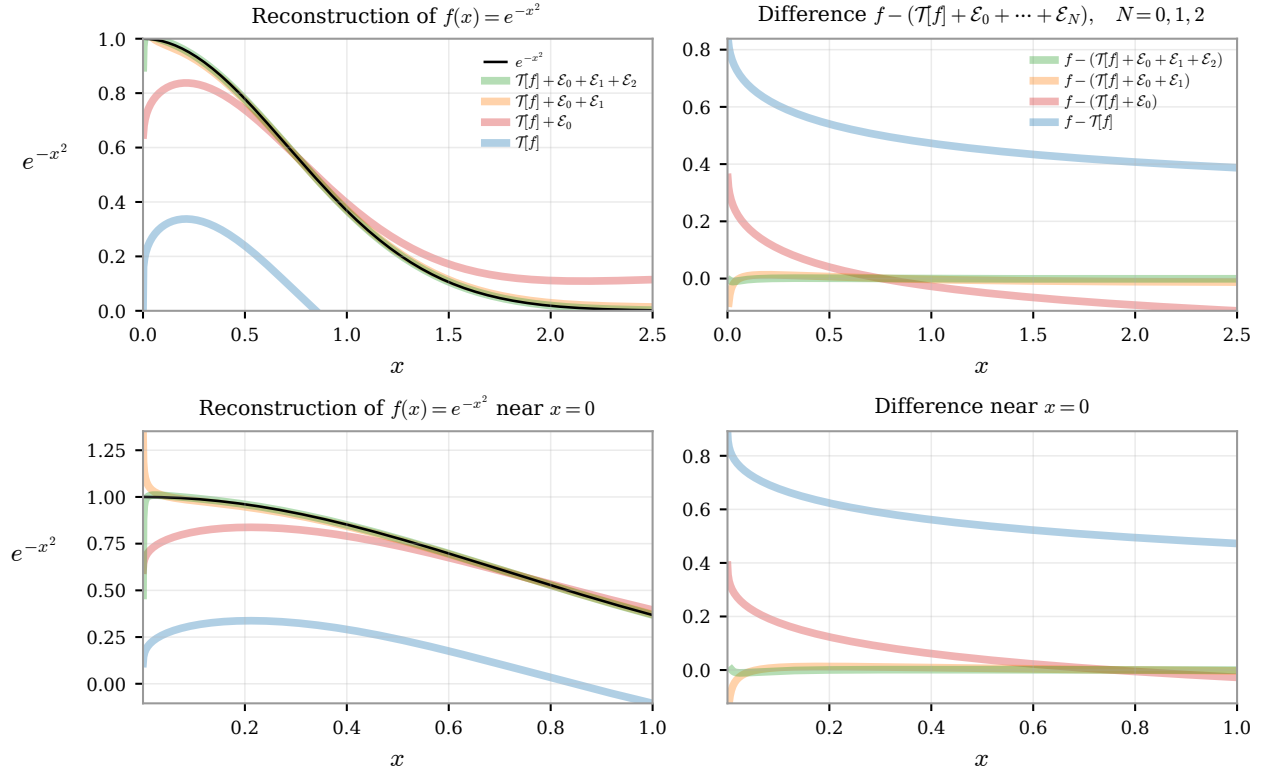 Reconstruction of f(x) = e^{-x^2}
e^{-x^2}
1.0
0.8
0.6
0.4
0.2
0.0
e^{-x^2}
𝒯[f] + ℰ_0 + ℰ_1 + ℰ_2
𝒯[f] + ℰ_0 + ℰ_1
𝒯[f] + ℰ_0
𝒯[f]
0.0 0.5 1.0 1.5 2.0 2.5
x
Difference f − (𝒯[f] + ℰ_0 + ⋯ + ℰ_N), N = 0, 1, 2
0.8
0.6
0.4
0.2
0.0
f − (𝒯[f] + ℰ_0 + ℰ_1 + ℰ_2)
f − (𝒯[f] + ℰ_0 + ℰ_1)
f − (𝒯[f] + ℰ_0)
f − 𝒯[f]
0.0 0.5 1.0 1.5 2.0 2.5
x
Reconstruction of f(x) = e^{-x^2} near x = 0
e^{-x^2}
1.25
1.00
0.75
0.50
0.25
0.00
0.2 0.4 0.6 0.8 1.0
x
Difference near x = 0
0.8
0.6
0.4
0.2
0.0
0.2 0.4 0.6 0.8 1.0
x